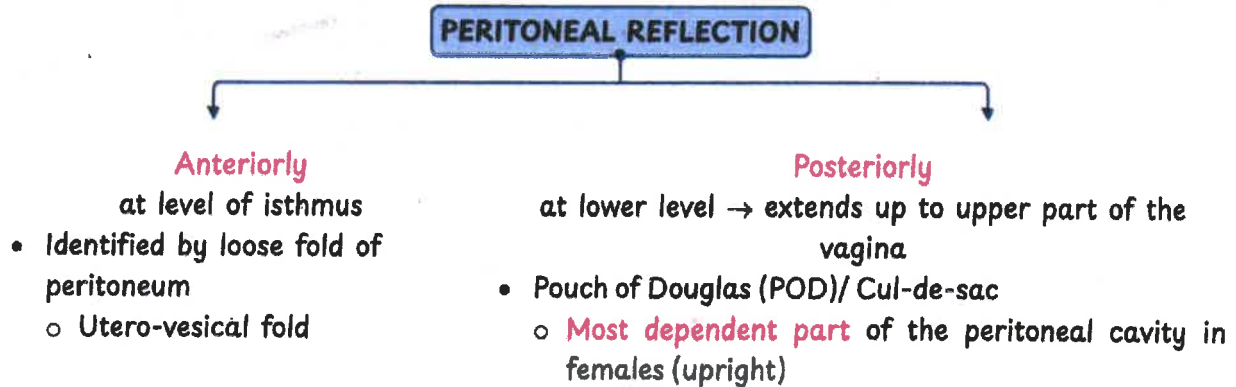 PERITONEAL REFLECTION
Anteriorly
at level of isthmus
• Identified by loose fold of
peritoneum
o Utero-vesical fold
Posteriorly
at lower level → extends up to upper part of the
vagina
• Pouch of Douglas (POD)/ Cul-de-sac
o Most dependent part of the peritoneal cavity in
females (upright)